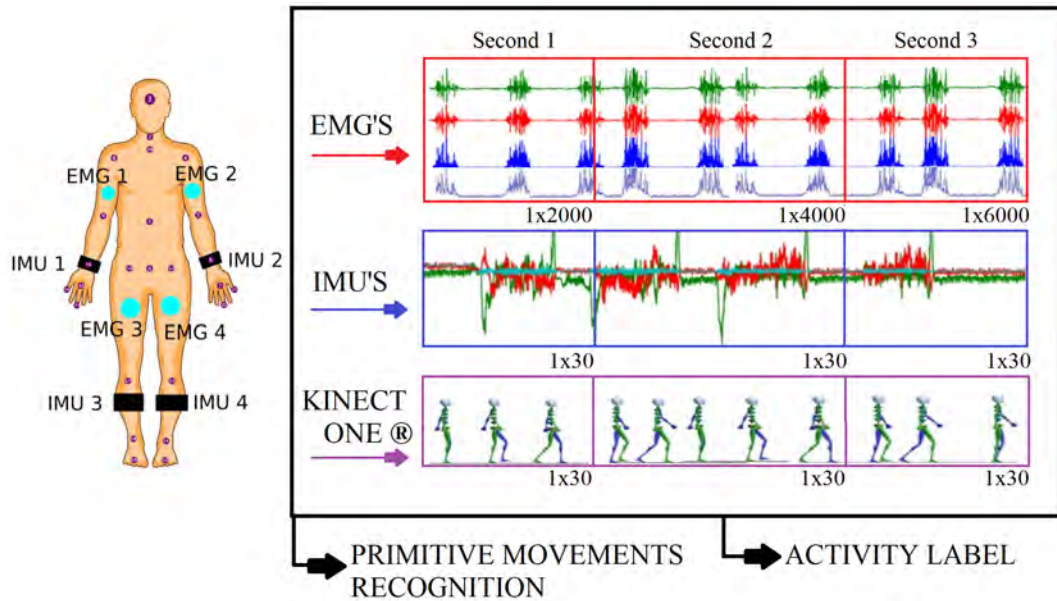 Second 1
Second 2
Second 3
EMG'S
1x2000
1x4000
1x6000
EMG 1
EMG 2
IMU 1
IMU 2
IMU'S
1x30
1x30
1x30
EMG 3
EMG 4
IMU 3
IMU 4
KINECT
ONE ®
1x30
1x30
1x30
PRIMITIVE MOVEMENTS
RECOGNITION
ACTIVITY LABEL